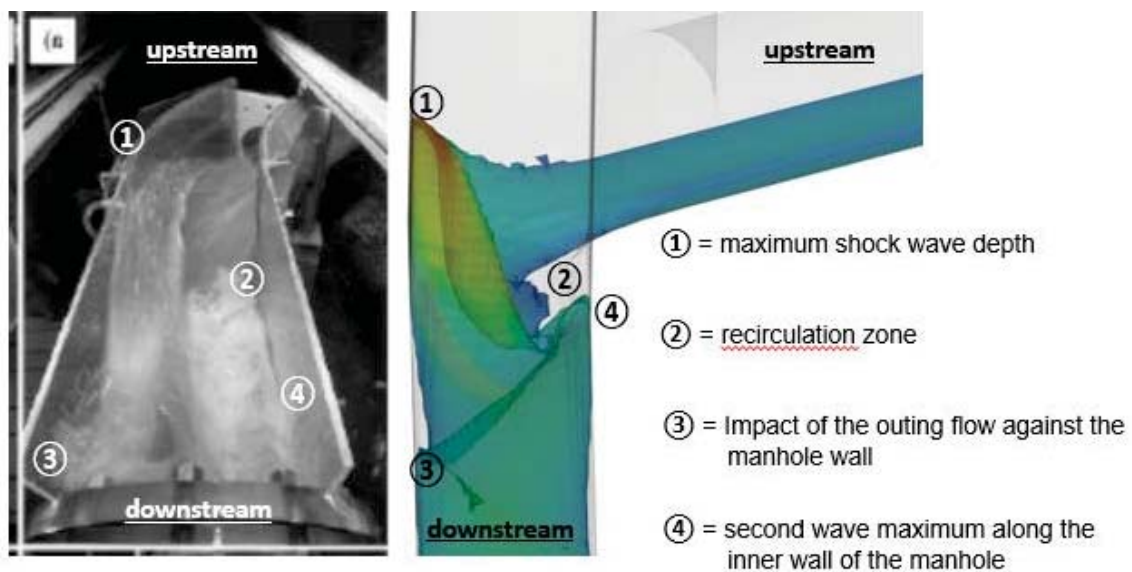 upstream
①
②
④
③
downstream
upstream
①
②
④
③
downstream
① = maximum shock wave depth
② = recirculation zone
③ = Impact of the outing flow against the
manhole wall
④ = second wave maximum along the
inner wall of the manhole